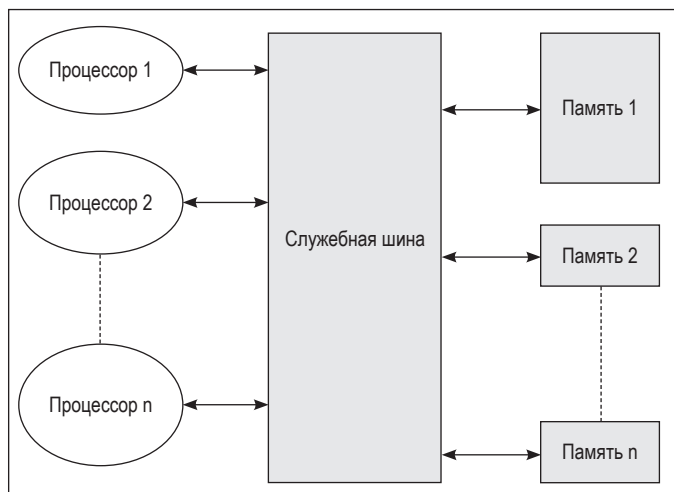 Процессор 1
Память 1
Процессор 2
Служебная шина
Память 2
Процессор n
Память n